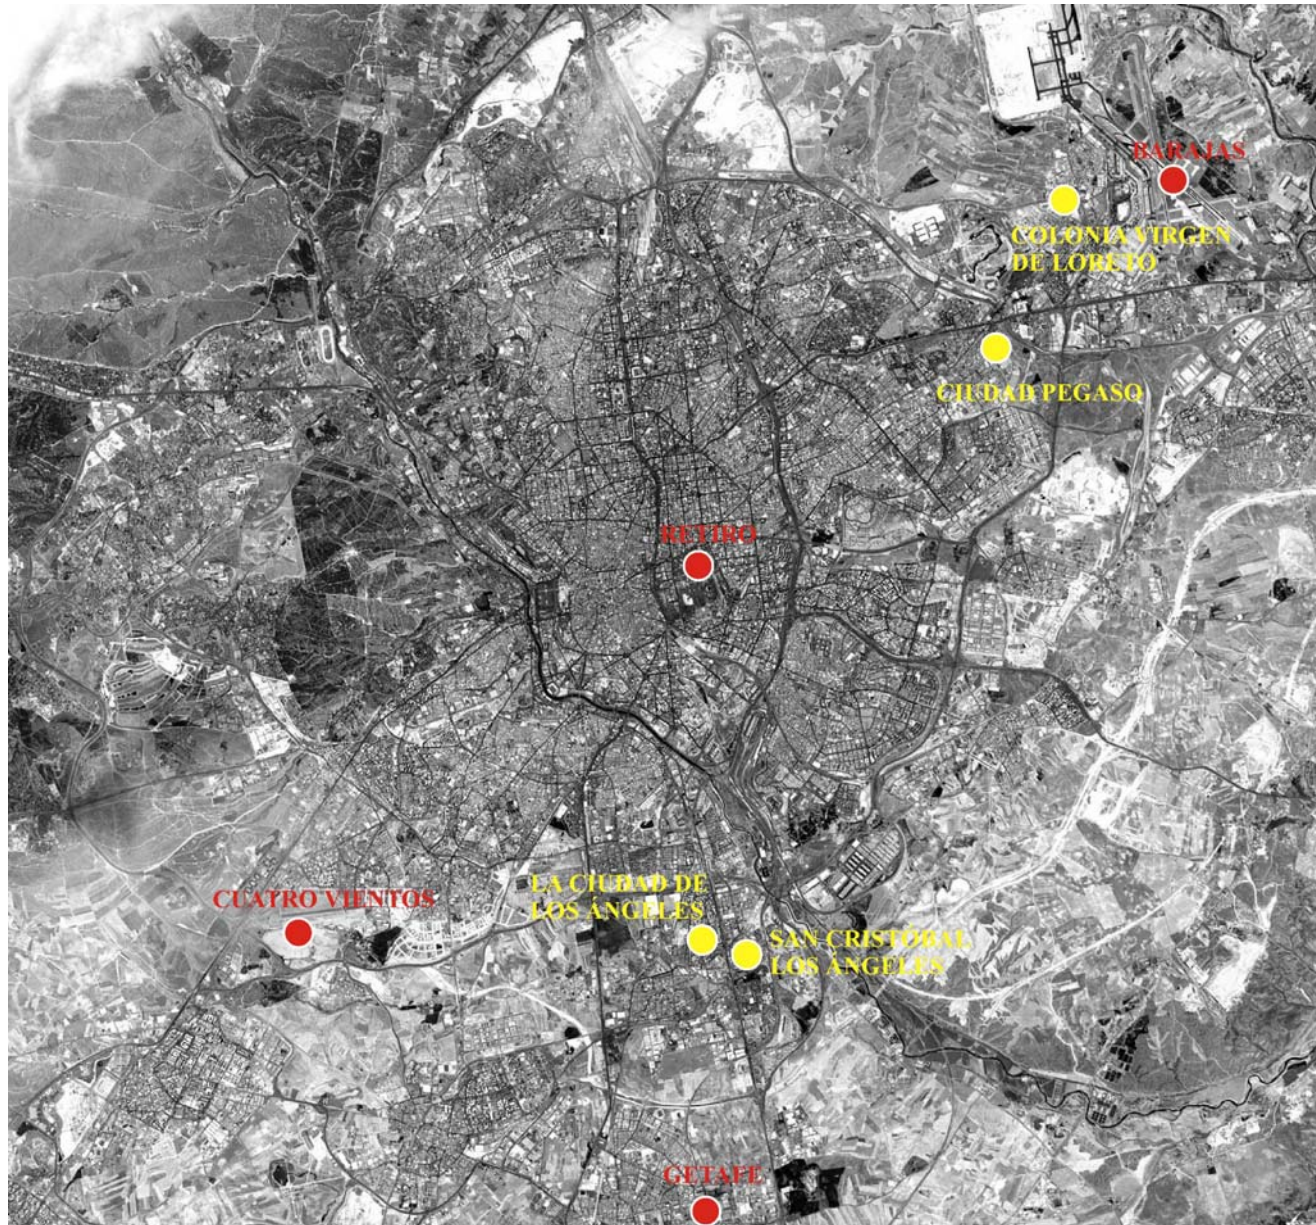 BARAJAS
COLONIA VIRGEN
DE LORETO
CIUDAD PEGASO
RETIRO
CUATRO VIENTOS
LA CIUDAD DE
LOS ÁNGELES
SAN CRISTÓBAL
LOS ÁNGELES
GETAFE